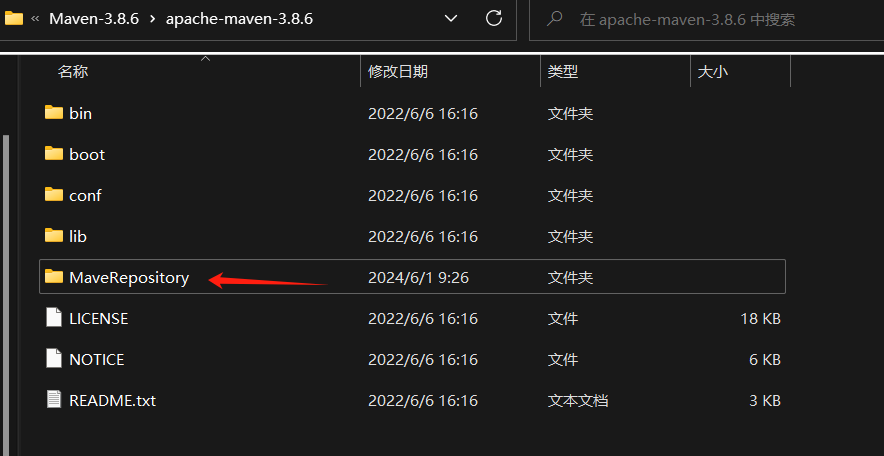 « Maven-3.8.6 › apache-maven-3.8.6 在 apache-maven-3.8.6 中搜索
名称 修改日期 类型 大小
bin 2022/6/6 16:16 文件夹
boot 2022/6/6 16:16 文件夹
conf 2022/6/6 16:16 文件夹
lib 2022/6/6 16:16 文件夹
MaveRepository 2024/6/1 9:26 文件夹
LICENSE 2022/6/6 16:16 文件 18 KB
NOTICE 2022/6/6 16:16 文件 6 KB
README.txt 2022/6/6 16:16 文本文档 3 KB